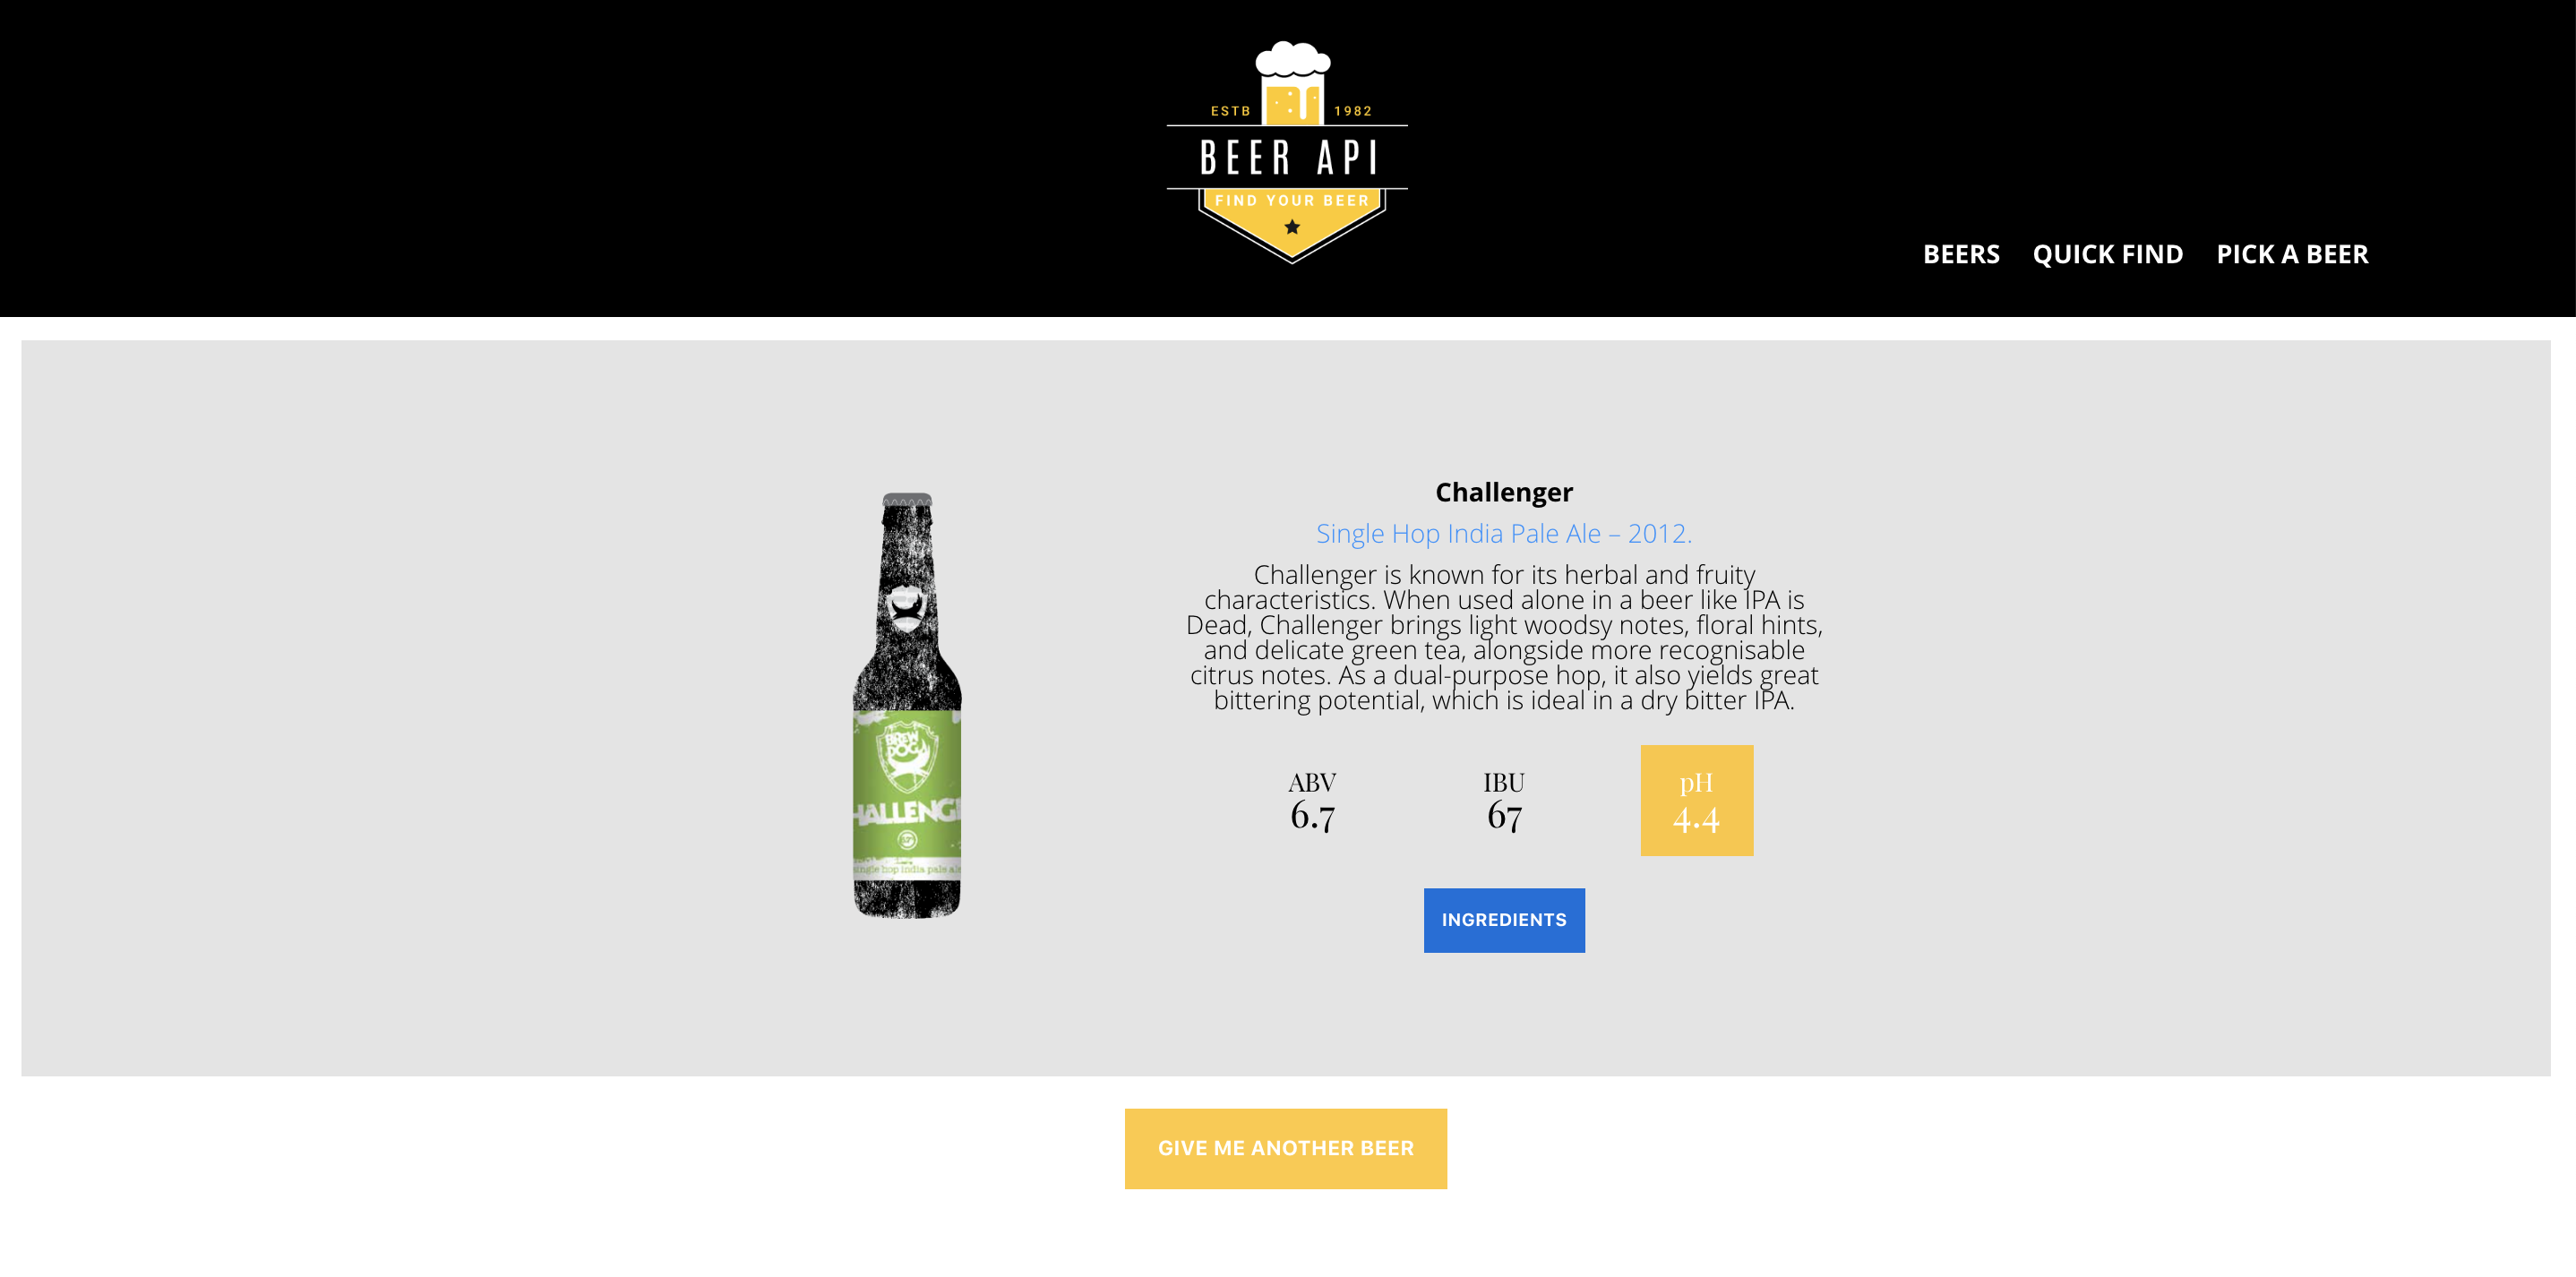 ESTB 1982
BEER API
FIND YOUR BEER
BEERS QUICK FIND PICK A BEER
Challenger
Single Hop India Pale Ale – 2012.
Challenger is known for its herbal and fruity
characteristics. When used alone in a beer like IPA is
Dead, Challenger brings light woodsy notes, floral hints,
and delicate green tea, alongside more recognisable
citrus notes. As a dual-purpose hop, it also yields great
bittering potential, which is ideal in a dry bitter IPA.
BREW
DOG
HALLENG
single hop india pale ale
ABV IBU pH
6.7 67 4.4
INGREDIENTS
GIVE ME ANOTHER BEER